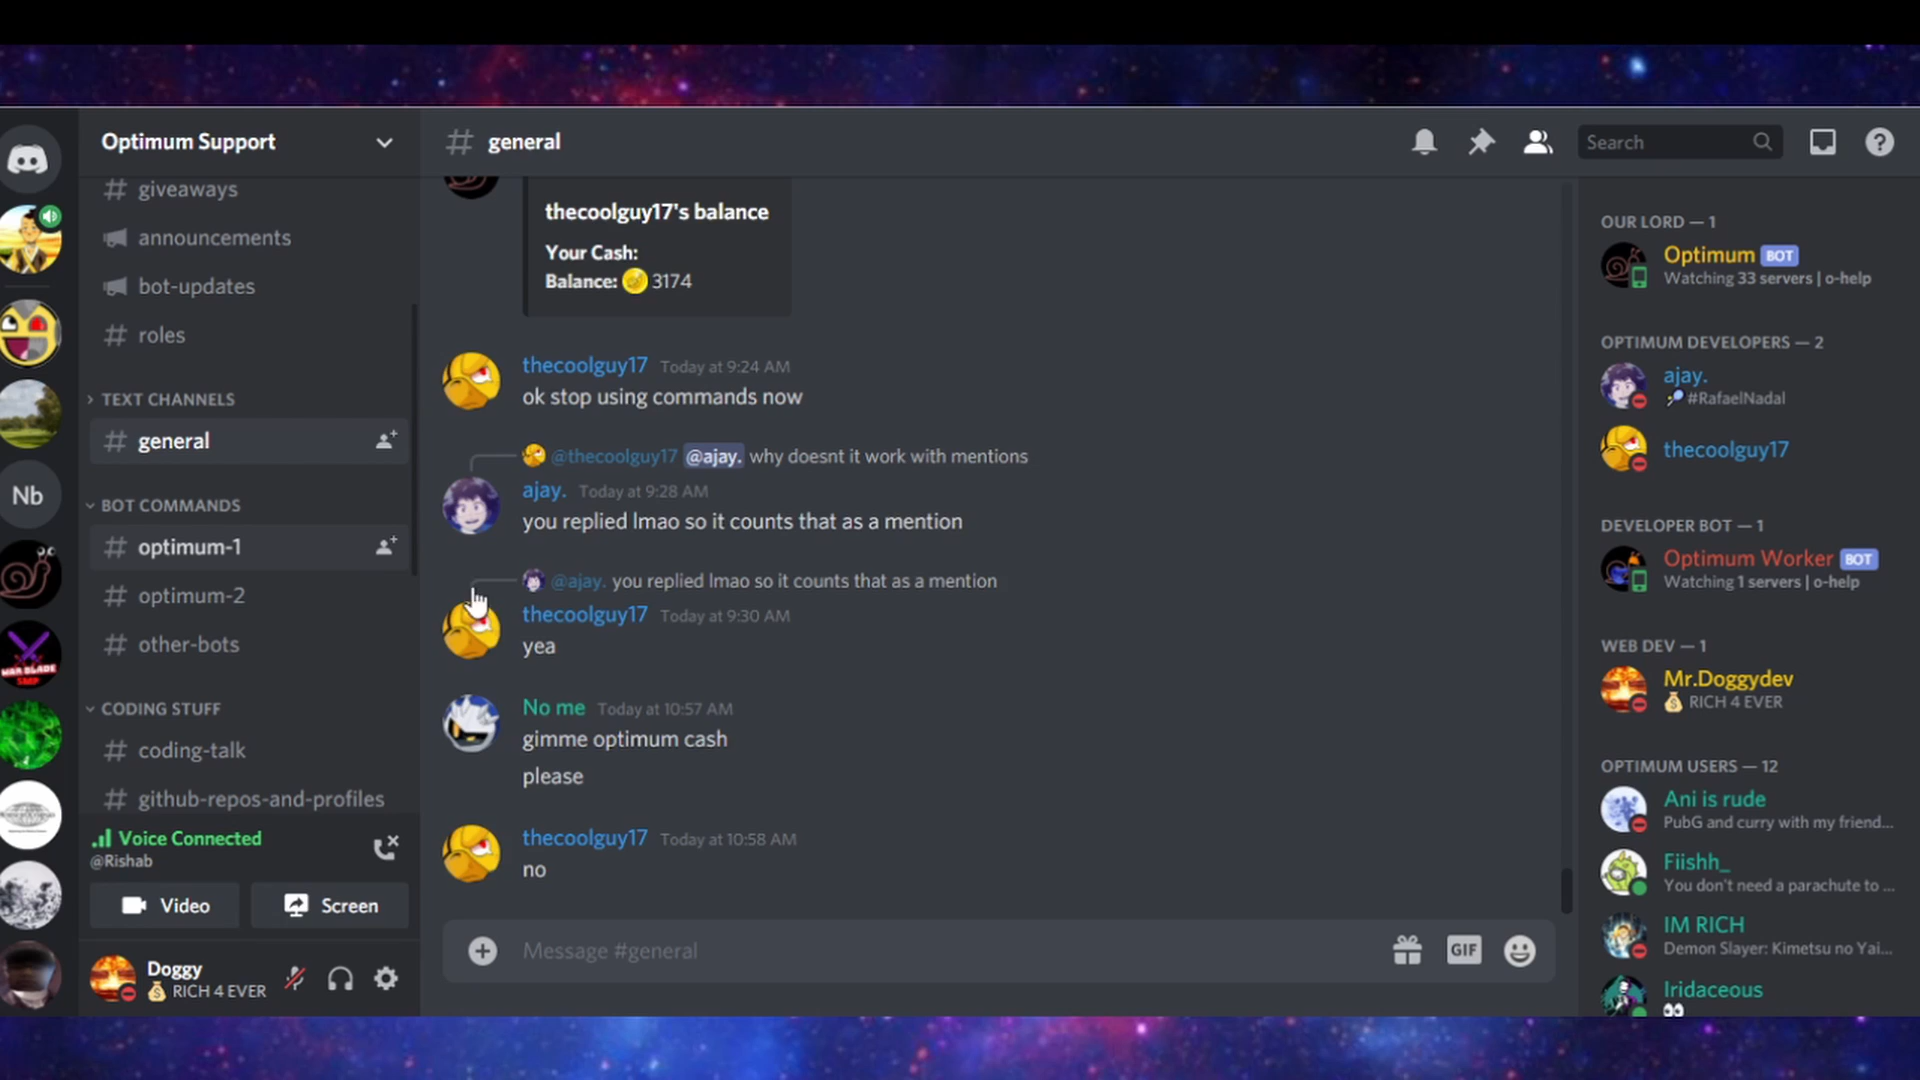 Optimum Support
general
Search
giveaways
announcements
bot-updates
roles
TEXT CHANNELS
general
BOT COMMANDS
optimum-1
optimum-2
other-bots
CODING STUFF
coding-talk
github-repos-and-profiles
Nb
WAR BLADE
Voice Connected
@Rishab
Video
Screen
Doggy
RICH 4 EVER
thecoolguy17's balance
Your Cash:
Balance: 3174
thecoolguy17 Today at 9:24 AM
ok stop using commands now
@thecoolguy17 @ajay. why doesnt it work with mentions
ajay. Today at 9:28 AM
you replied lmao so it counts that as a mention
@ajay. you replied lmao so it counts that as a mention
thecoolguy17 Today at 9:30 AM
yea
No me Today at 10:57 AM
gimme optimum cash
please
thecoolguy17 Today at 10:58 AM
no
Message #general
GIF
OUR LORD — 1
Optimum BOT
Watching 33 servers | o-help
OPTIMUM DEVELOPERS — 2
ajay.
#RafaelNadal
thecoolguy17
DEVELOPER BOT — 1
Optimum Worker BOT
Watching 1 servers | o-help
WEB DEV — 1
Mr.Doggydev
RICH 4 EVER
OPTIMUM USERS — 12
Ani is rude
PubG and curry with my friend...
Fiishh_
You don't need a parachute to ...
IM RICH
Demon Slayer: Kimetsu no Yai...
Iridaceous